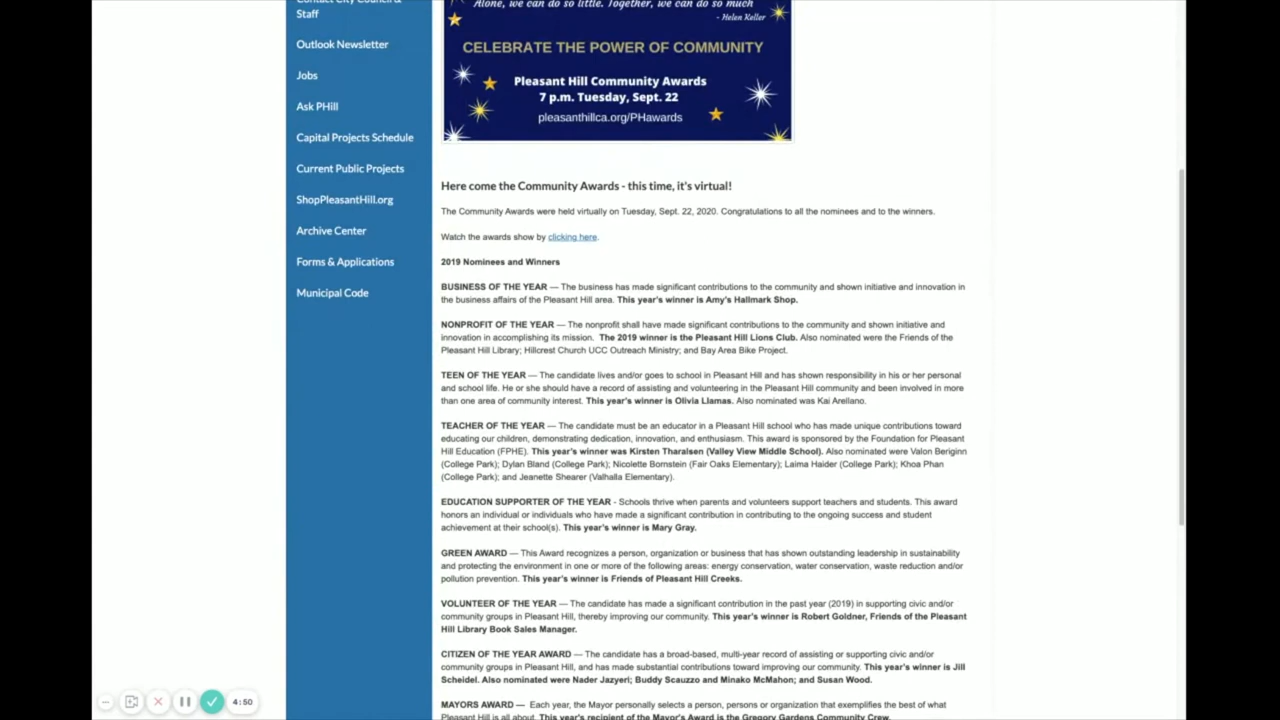 Contact City Council &
Staff
Outlook Newsletter
Jobs
Ask PHill
Capital Projects Schedule
Current Public Projects
ShopPleasantHill.org
Archive Center
Forms & Applications
Municipal Code
Alone, we can do so little. Together, we can do so much
- Helen Keller
CELEBRATE THE POWER OF COMMUNITY
Pleasant Hill Community Awards
7 p.m. Tuesday, Sept. 22
pleasanthillca.org/PHawards
Here come the Community Awards - this time, it's virtual!
The Community Awards were held virtually on Tuesday, Sept. 22, 2020. Congratulations to all the nominees and to the winners.
Watch the awards show by clicking here.
2019 Nominees and Winners
BUSINESS OF THE YEAR — The business has made significant contributions to the community and shown initiative and innovation in
the business affairs of the Pleasant Hill area. This year's winner is Amy's Hallmark Shop.
NONPROFIT OF THE YEAR — The nonprofit shall have made significant contributions to the community and shown initiative and
innovation in accomplishing its mission. The 2019 winner is the Pleasant Hill Lions Club. Also nominated were the Friends of the
Pleasant Hill Library; Hillcrest Church UCC Outreach Ministry; and Bay Area Bike Project.
TEEN OF THE YEAR — The candidate lives and/or goes to school in Pleasant Hill and has shown responsibility in his or her personal
and school life. He or she should have a record of assisting and volunteering in the Pleasant Hill community and been involved in more
than one area of community interest. This year's winner is Olivia Llamas. Also nominated was Kai Arellano.
TEACHER OF THE YEAR — The candidate must be an educator in a Pleasant Hill school who has made unique contributions toward
educating our children, demonstrating dedication, innovation, and enthusiasm. This award is sponsored by the Foundation for Pleasant
Hill Education (FPHE). This year's winner was Kirsten Tharalsen (Valley View Middle School). Also nominated were Valon Beriginn
(College Park); Dylan Bland (College Park); Nicolette Bornstein (Fair Oaks Elementary); Laima Haider (College Park); Khoa Phan
(College Park); and Jeanette Shearer (Valhalla Elementary).
EDUCATION SUPPORTER OF THE YEAR - Schools thrive when parents and volunteers support teachers and students. This award
honors an individual or individuals who have made a significant contribution in contributing to the ongoing success and student
achievement at their school(s). This year's winner is Mary Gray.
GREEN AWARD — This Award recognizes a person, organization or business that has shown outstanding leadership in sustainability
and protecting the environment in one or more of the following areas: energy conservation, water conservation, waste reduction and/or
pollution prevention. This year's winner is Friends of Pleasant Hill Creeks.
VOLUNTEER OF THE YEAR — The candidate has made a significant contribution in the past year (2019) in supporting civic and/or
community groups in Pleasant Hill, thereby improving our community. This year's winner is Robert Goldner, Friends of the Pleasant
Hill Library Book Sales Manager.
CITIZEN OF THE YEAR AWARD — The candidate has a broad-based, multi-year record of assisting or supporting civic and/or
community groups in Pleasant Hill, and has made substantial contributions toward improving our community. This year's winner is Jill
Scheidel. Also nominated were Nader Jazyeri; Buddy Scauzzo and Minako McMahon; and Susan Wood.
MAYORS AWARD — Each year, the Mayor personally selects a person, persons or organization that exemplifies the best of what
Pleasant Hill is all about. This year's recipient of the Mayor's Award is the Gregory Gardens Community Crew.
4:50